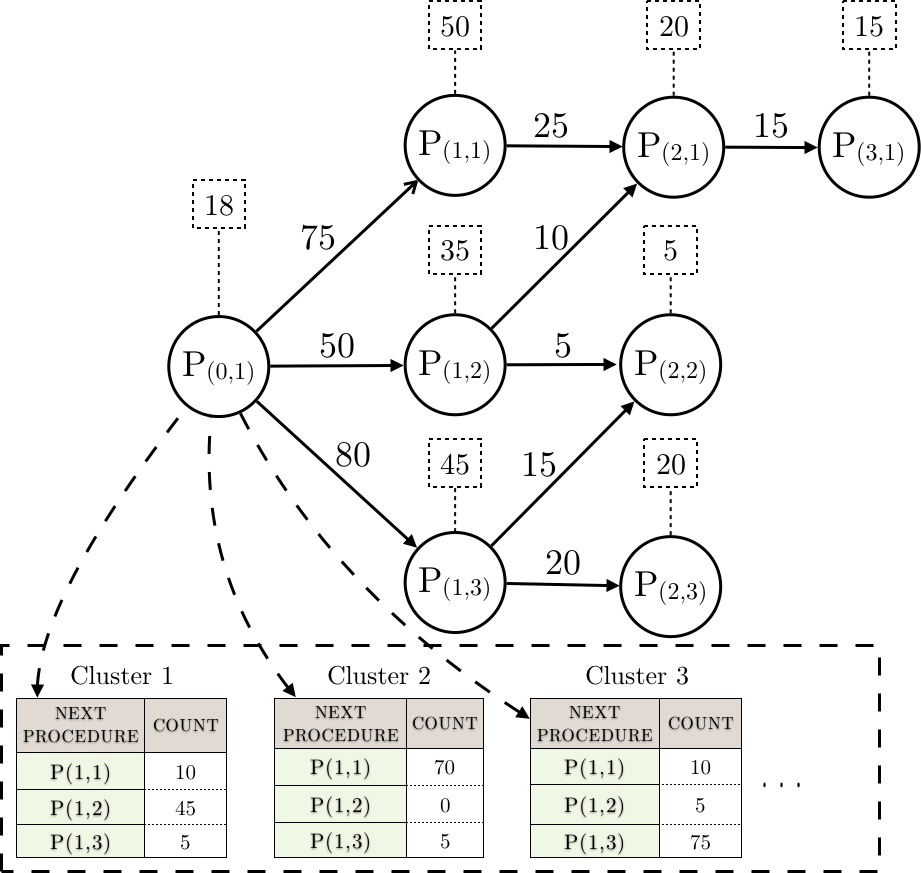 50 20 15
P(1,1) 25 P(2,1) 15 P(3,1)
18
75 10
35 5
P(0,1) 50 P(1,2) 5 P(2,2)
80 15
45 20
P(1,3) 20 P(2,3)
Cluster 1
NEXT
PROCEDURE COUNT
P(1,1) 10
P(1,2) 45
P(1,3) 5
Cluster 2
NEXT
PROCEDURE COUNT
P(1,1) 70
P(1,2) 0
P(1,3) 5
Cluster 3
NEXT
PROCEDURE COUNT
P(1,1) 10
P(1,2) 5
P(1,3) 75
. . .